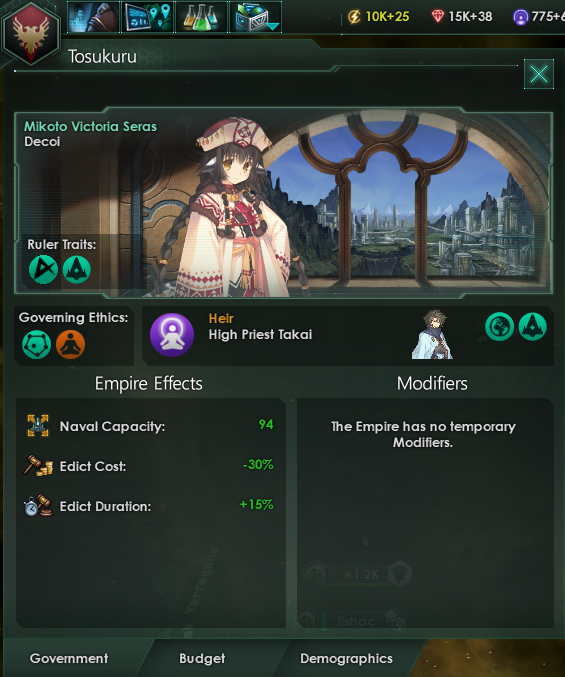 10K+25 15K+38 775+6
Tosukuru
Mikoto Victoria Seras
Decoi
Ruler Traits:
Governing Ethics:
Heir
High Priest Takai
Empire Effects
Modifiers
Naval Capacity: 94
Edict Cost: -30%
Edict Duration: +15%
The Empire has no temporary
Modifiers.
+1.2K
Tishac
Government Budget Demographics